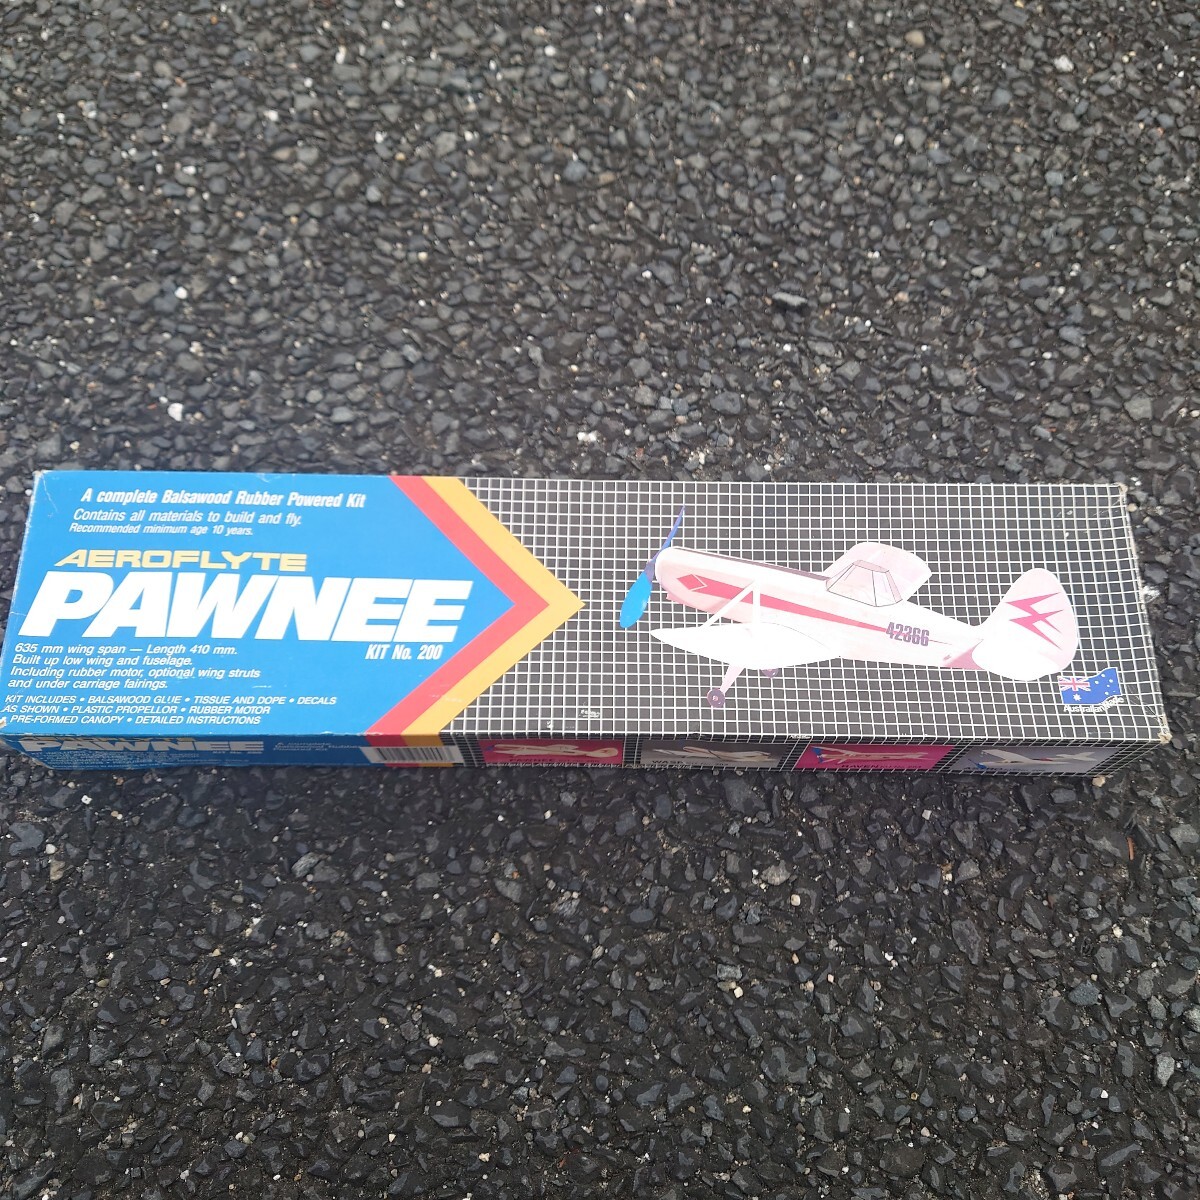 A complete Balsawood Rubber Powered Kit
Contains all materials to build and fly.
Recommended minimum age 10 years.
AEROFLYTE
PAWNEE
KIT No. 200
635 mm wing span — Length 410 mm.
Built up low wing and fuselage.
Including rubber motor, optional wing struts
and under carriage fairings.
KIT INCLUDES • BALSAWOOD GLUE • TISSUE AND DOPE • DECALS
AS SHOWN • PLASTIC PROPELLOR • RUBBER MOTOR
PRE-FORMED CANOPY • DETAILED INSTRUCTIONS
42366
Australian Made
PAWNEE